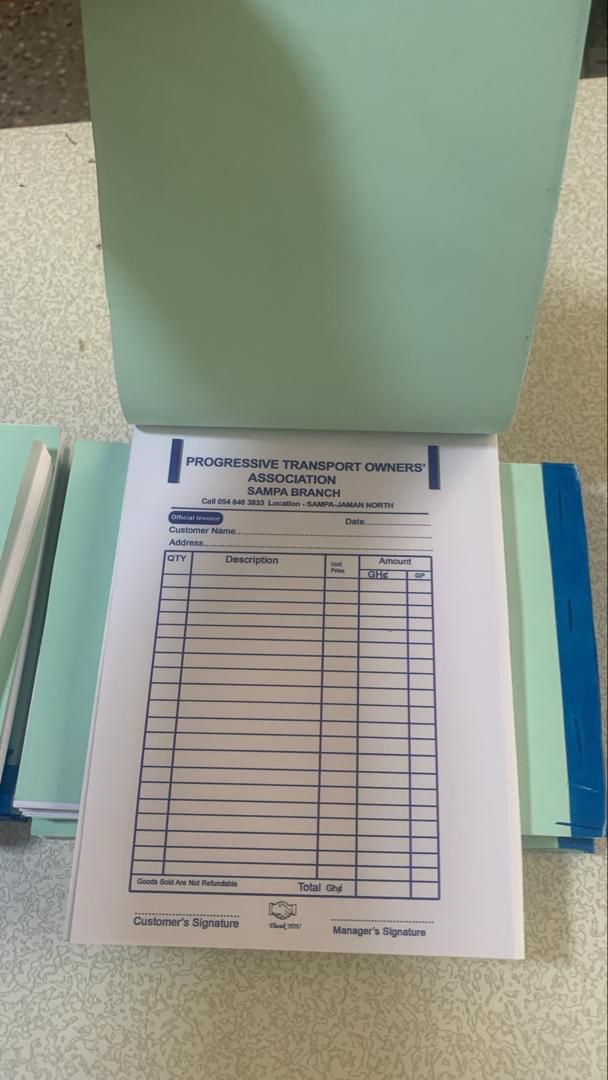 PROGRESSIVE TRANSPORT OWNERS'
ASSOCIATION
SAMPA BRANCH
Call 054 846 3833 Location - SAMPA-JAMAN NORTH
Official Invoice
Date
Customer Name
Address
QTY Description Unit Price Amount
GH¢ GP
Goods Sold Are Not Refundable Total Gh¢
Customer's Signature Thank YOU Manager's Signature